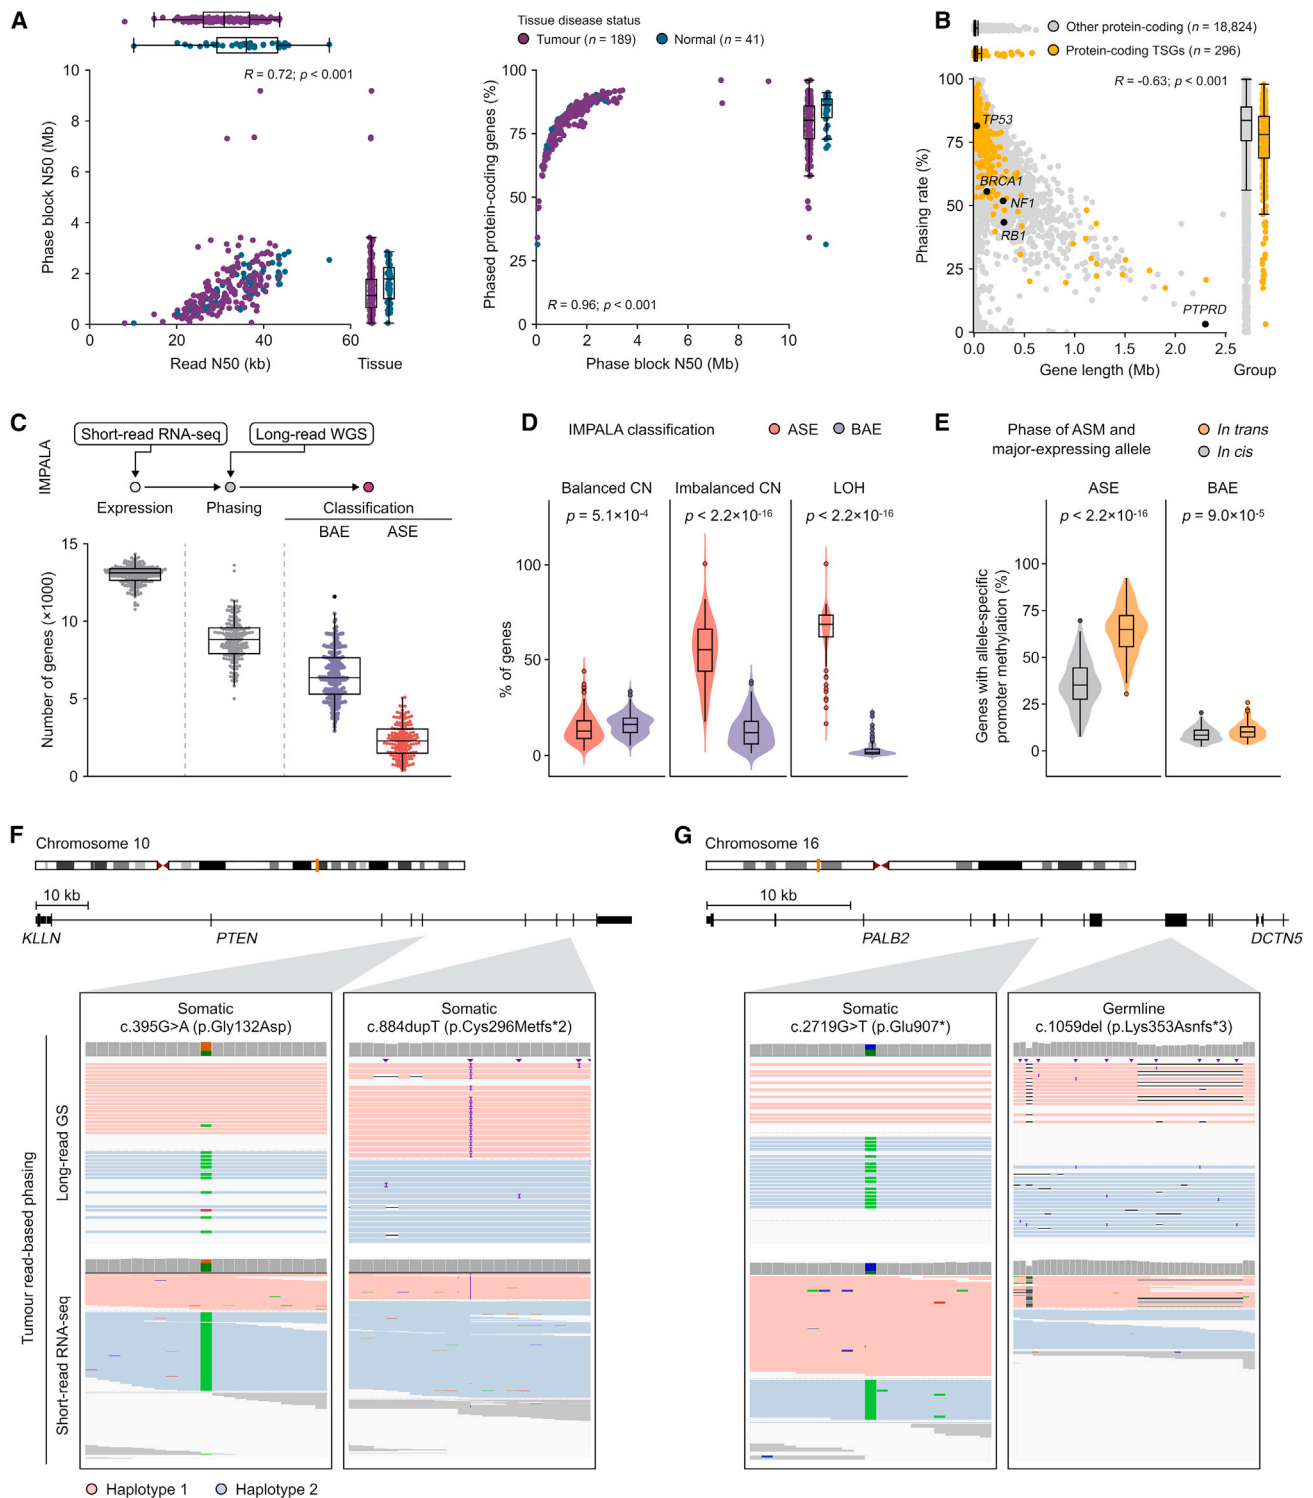 A
Tissue disease status
Tumour (n = 189)
Normal (n = 41)
R = 0.72; p < 0.001
Phase block N50 (Mb)
10
8
6
4
2
0
0
20
40
60
Read N50 (kb)
Tissue
Phased protein-coding genes (%)
100
75
50
25
0
R = 0.96; p < 0.001
0
2
4
6
8
10
Phase block N50 (Mb)
B
Other protein-coding (n = 18,824)
Protein-coding TSGs (n = 296)
R = -0.63; p < 0.001
Phasing rate (%)
100
75
50
25
0
TP53
BRCA1
NF1
RB1
PTPRD
0
0.5
1.0
1.5
2.0
2.5
Gene length (Mb)
Group
C
IMPALA
Short-read RNA-seq
Long-read WGS
Expression
Phasing
Classification
BAE
ASE
Number of genes (×1000)
15
10
5
0
D
IMPALA classification
ASE
BAE
Balanced CN
Imbalanced CN
LOH
p = 5.1×10-4
p < 2.2×10-16
p < 2.2×10-16
% of genes
100
50
0
E
Phase of ASM and
major-expressing allele
In trans
In cis
ASE
BAE
p < 2.2×10-16
p = 9.0×10-5
Genes with allele-specific
promoter methylation (%)
100
75
50
25
0
F
Chromosome 10
10 kb
KLLN
PTEN
Somatic
c.395G>A (p.Gly132Asp)
Somatic
c.884dupT (p.Cys296Metfs*2)
Tumour read-based phasing
Long-read GS
Short-read RNA-seq
Haplotype 1
Haplotype 2
G
Chromosome 16
10 kb
PALB2
DCTN5
Somatic
c.2719G>T (p.Glu907*)
Germline
c.1059del (p.Lys353Asnfs*3)